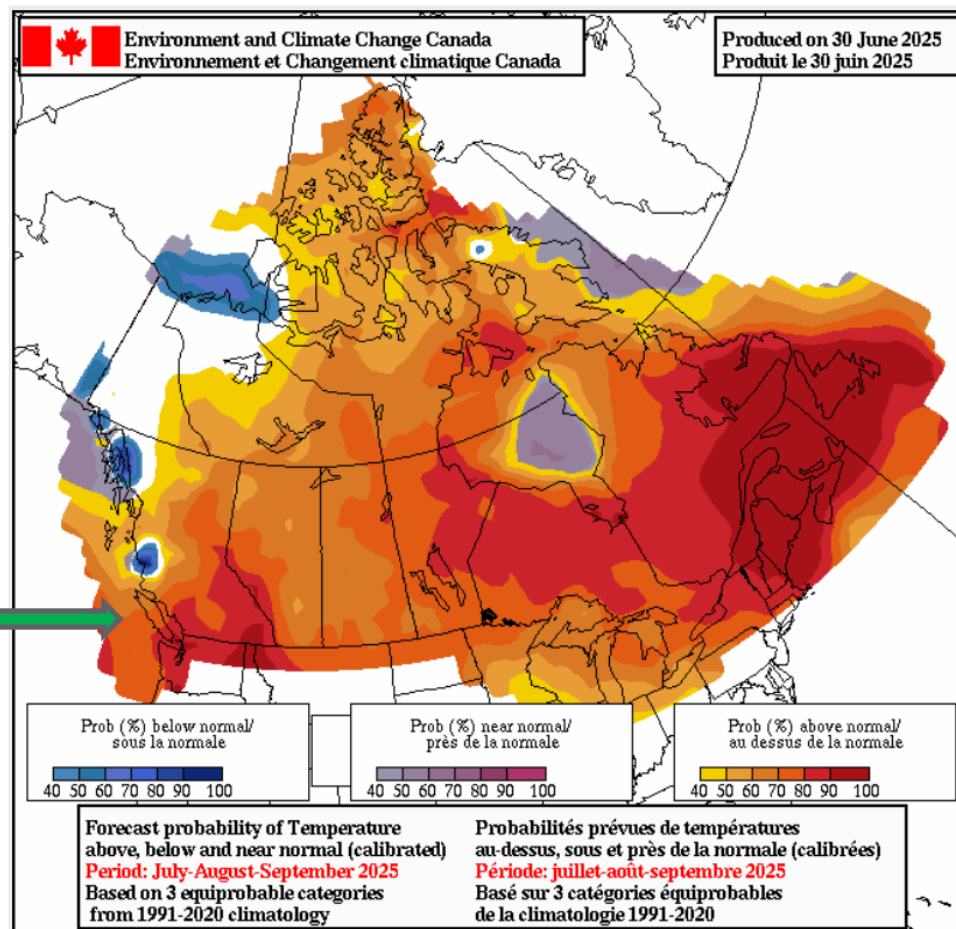 Environment and Climate Change Canada
Environnement et Changement climatique Canada
Produced on 30 June 2025
Produit le 30 juin 2025
Prob (%) below normal/
sous la normale
40 50 60 70 80 90 100
Prob (%) near normal/
près de la normale
40 50 60 70 80 90 100
Prob (%) above normal/
au dessus de la normale
40 50 60 70 80 90 100
Forecast probability of Temperature
above, below and near normal (calibrated)
Period: July-August-September 2025
Based on 3 equiprobable categories
from 1991-2020 climatology
Probabilités prévues de températures
au-dessus, sous et près de la normale (calibrées)
Période: juillet-août-septembre 2025
Basé sur 3 catégories équiprobables
de la climatologie 1991-2020